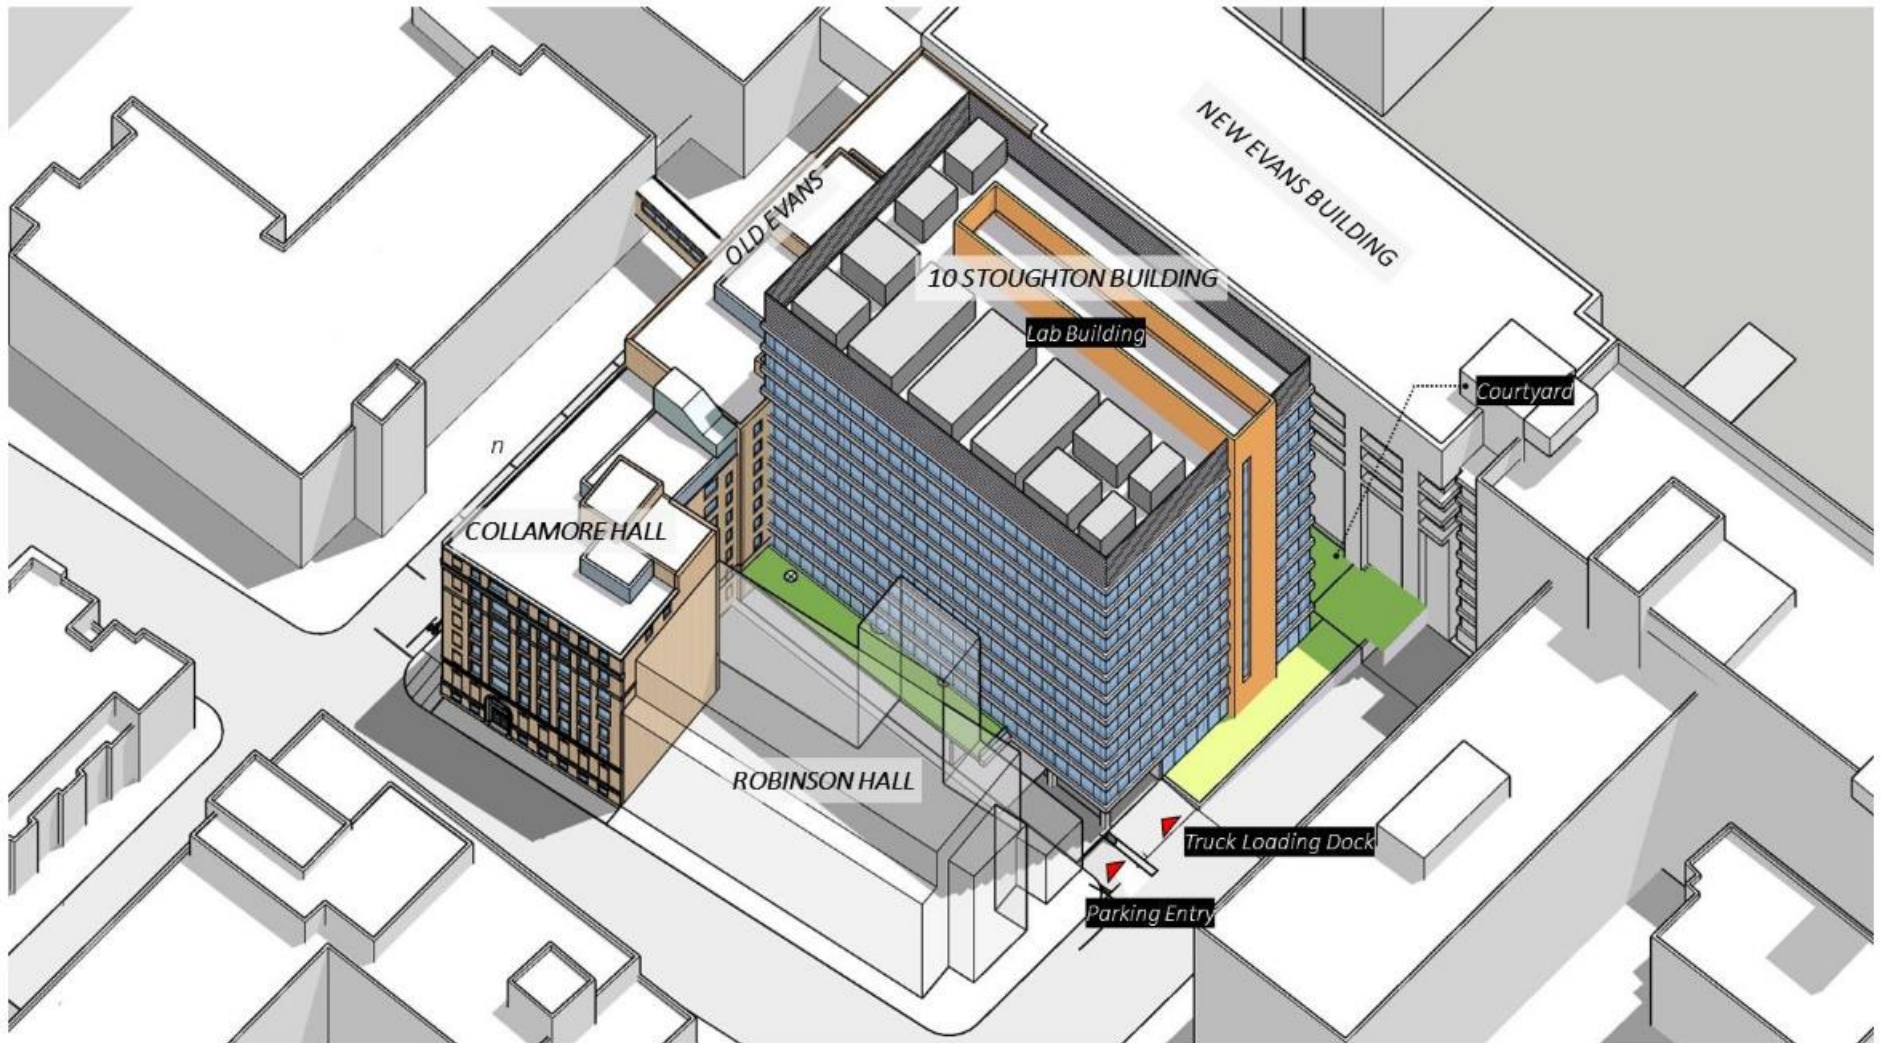 NEW EVANS BUILDING
OLD EVANS
10 STOUGHTON BUILDING
Lab Building
Courtyard
n
COLLAMORE HALL
ROBINSON HALL
Truck Loading Dock
Parking Entry